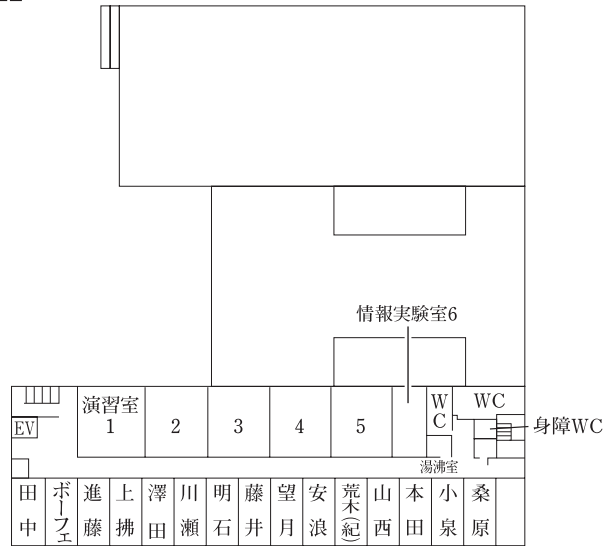 情報実験室6
演習室
1
2
3
4
5
WC
WC
EV
身障WC
湯沸室
田中
ボーフェ
進藤
上拂
澤田
川瀬
明石
藤井
望月
安浪
荒木(紀)
山西
本田
小泉
桑原